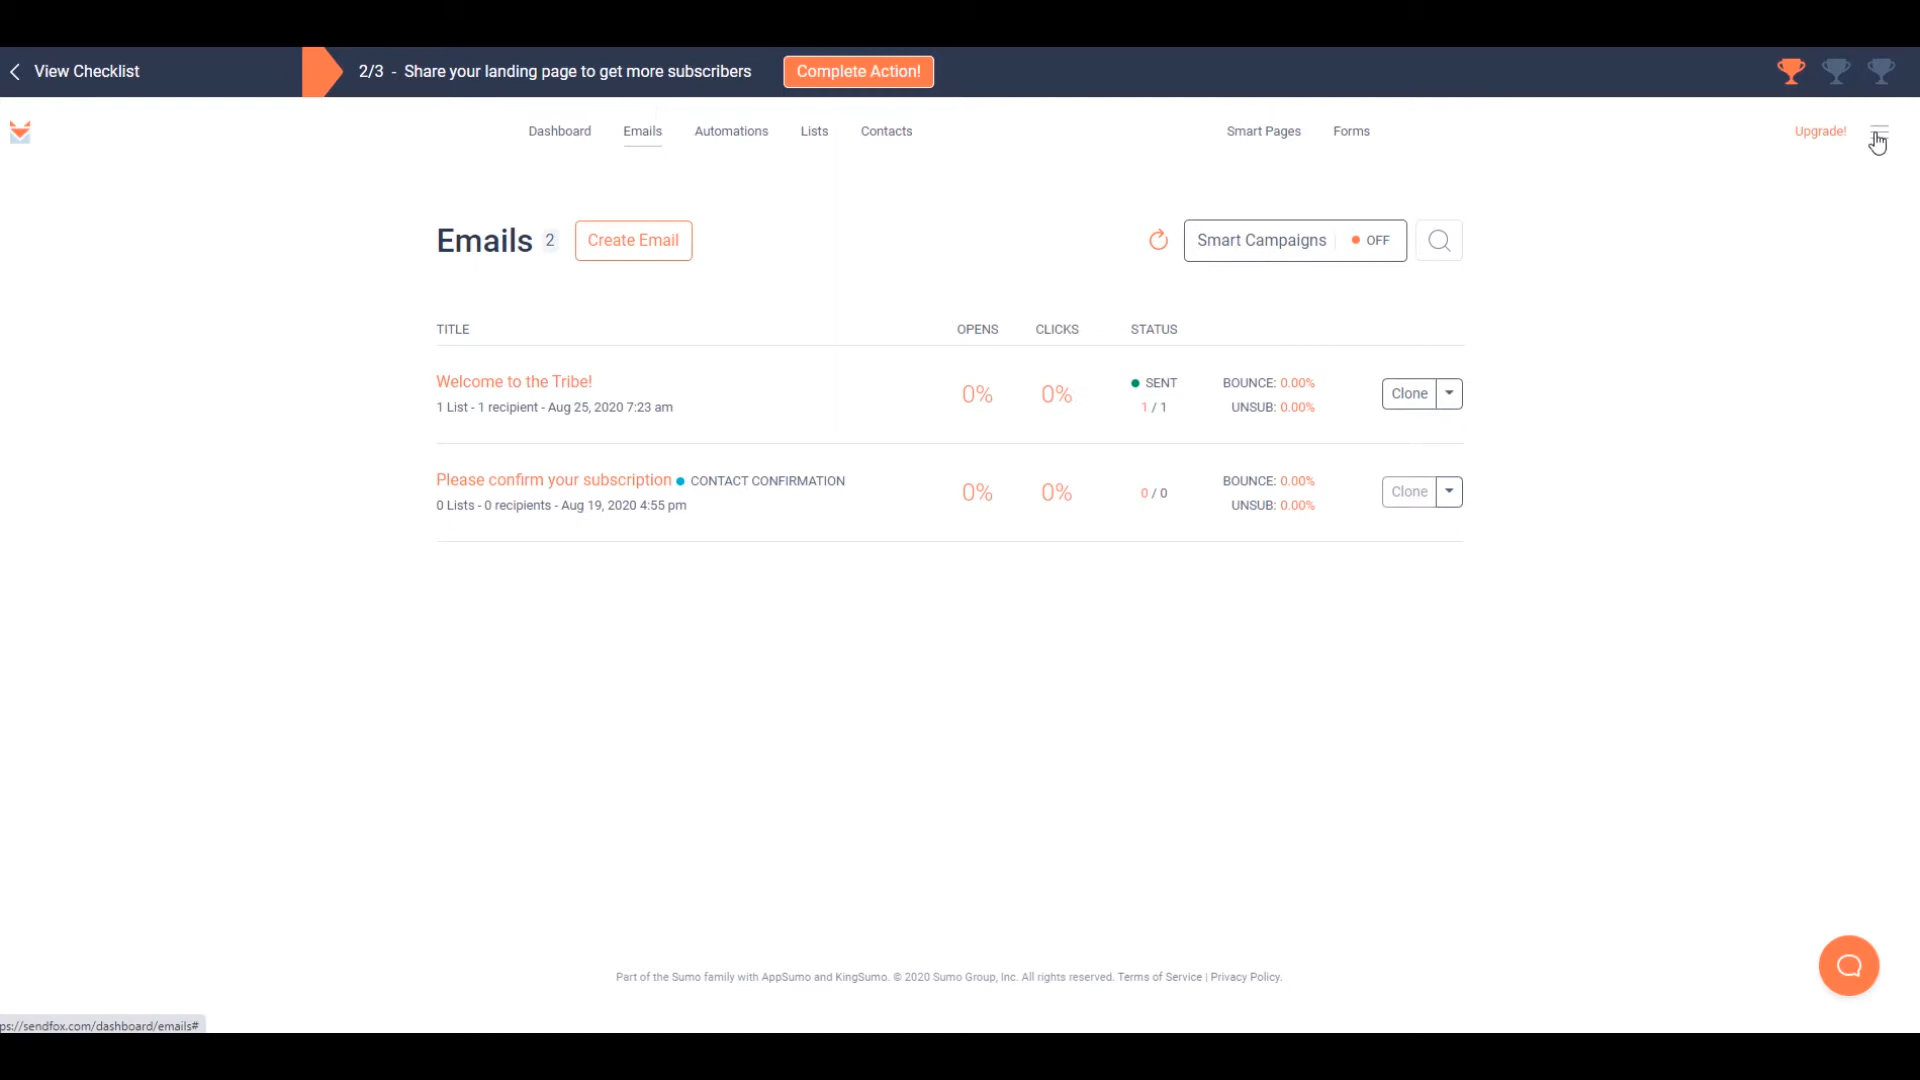 View Checklist
2/3 - Share your landing page to get more subscribers
Complete Action!
Dashboard
Emails
Automations
Lists
Contacts
Smart Pages
Forms
Upgrade!
Emails 2
Create Email
Smart Campaigns
OFF
TITLE
OPENS
CLICKS
STATUS
Welcome to the Tribe!
1 List - 1 recipient - Aug 25, 2020 7:23 am
0%
0%
SENT
1 / 1
BOUNCE: 0.00%
UNSUB: 0.00%
Clone
Please confirm your subscription
CONTACT CONFIRMATION
0 Lists - 0 recipients - Aug 19, 2020 4:55 pm
0%
0%
0 / 0
BOUNCE: 0.00%
UNSUB: 0.00%
Clone
Part of the Sumo family with AppSumo and KingSumo. © 2020 Sumo Group, Inc. All rights reserved. Terms of Service | Privacy Policy.
ps://sendfox.com/dashboard/emails#